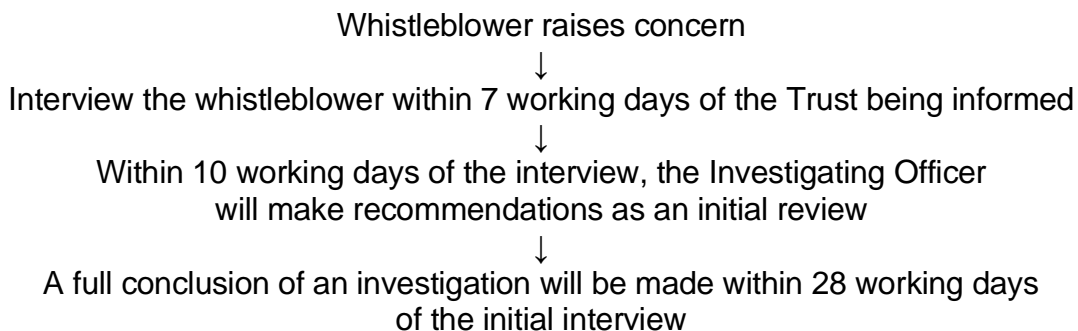 Whistleblower raises concern
↓
Interview the whistleblower within 7 working days of the Trust being informed
↓
Within 10 working days of the interview, the Investigating Officer
will make recommendations as an initial review
↓
A full conclusion of an investigation will be made within 28 working days
of the initial interview